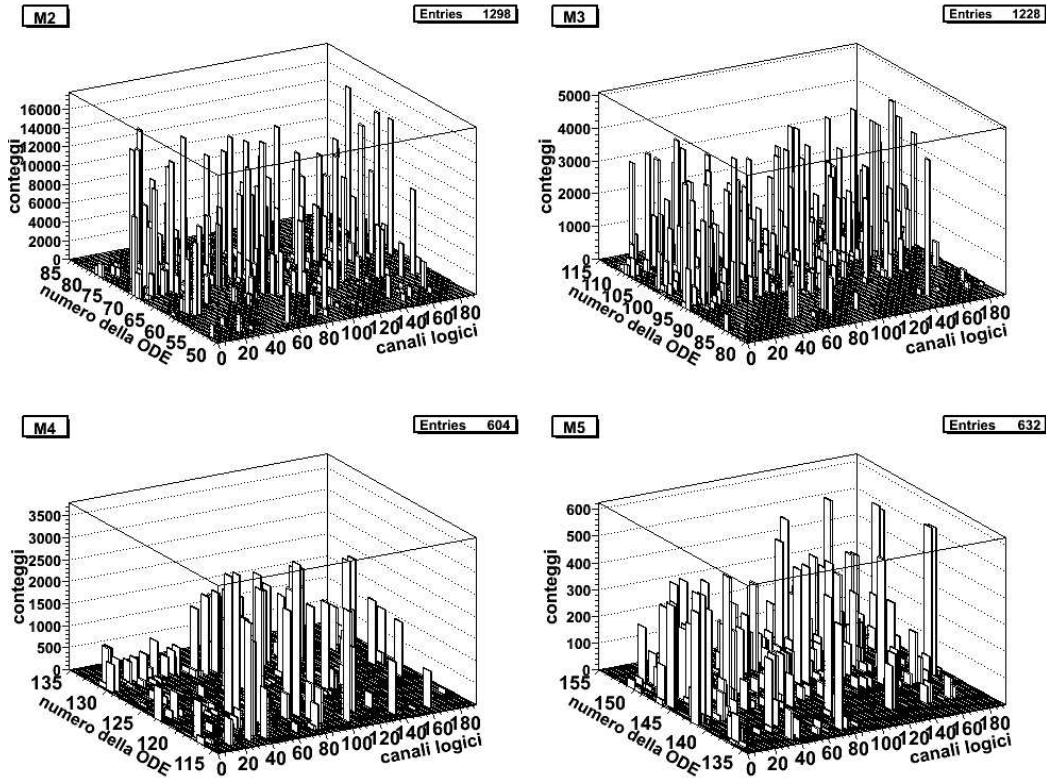 M2
Entries 1298
conteggi
16000
14000
12000
10000
8000
6000
4000
2000
0
85 80 75 70 65 60 55 50
numero della ODE
0 20 40 60 80 100 120 140 160 180
canali logici
M3
Entries 1228
conteggi
5000
4000
3000
2000
1000
0
115 110 105 100 95 90 85 80
numero della ODE
0 20 40 60 80 100 120 140 160 180
canali logici
M4
Entries 604
conteggi
3500
3000
2500
2000
1500
1000
500
0
135 130 125 120 115
numero della ODE
0 20 40 60 80 100 120 140 160 180
canali logici
M5
Entries 632
conteggi
600
500
400
300
200
100
0
155 150 145 140 135
numero della ODE
0 20 40 60 80 100 120 140 160 180
canali logici